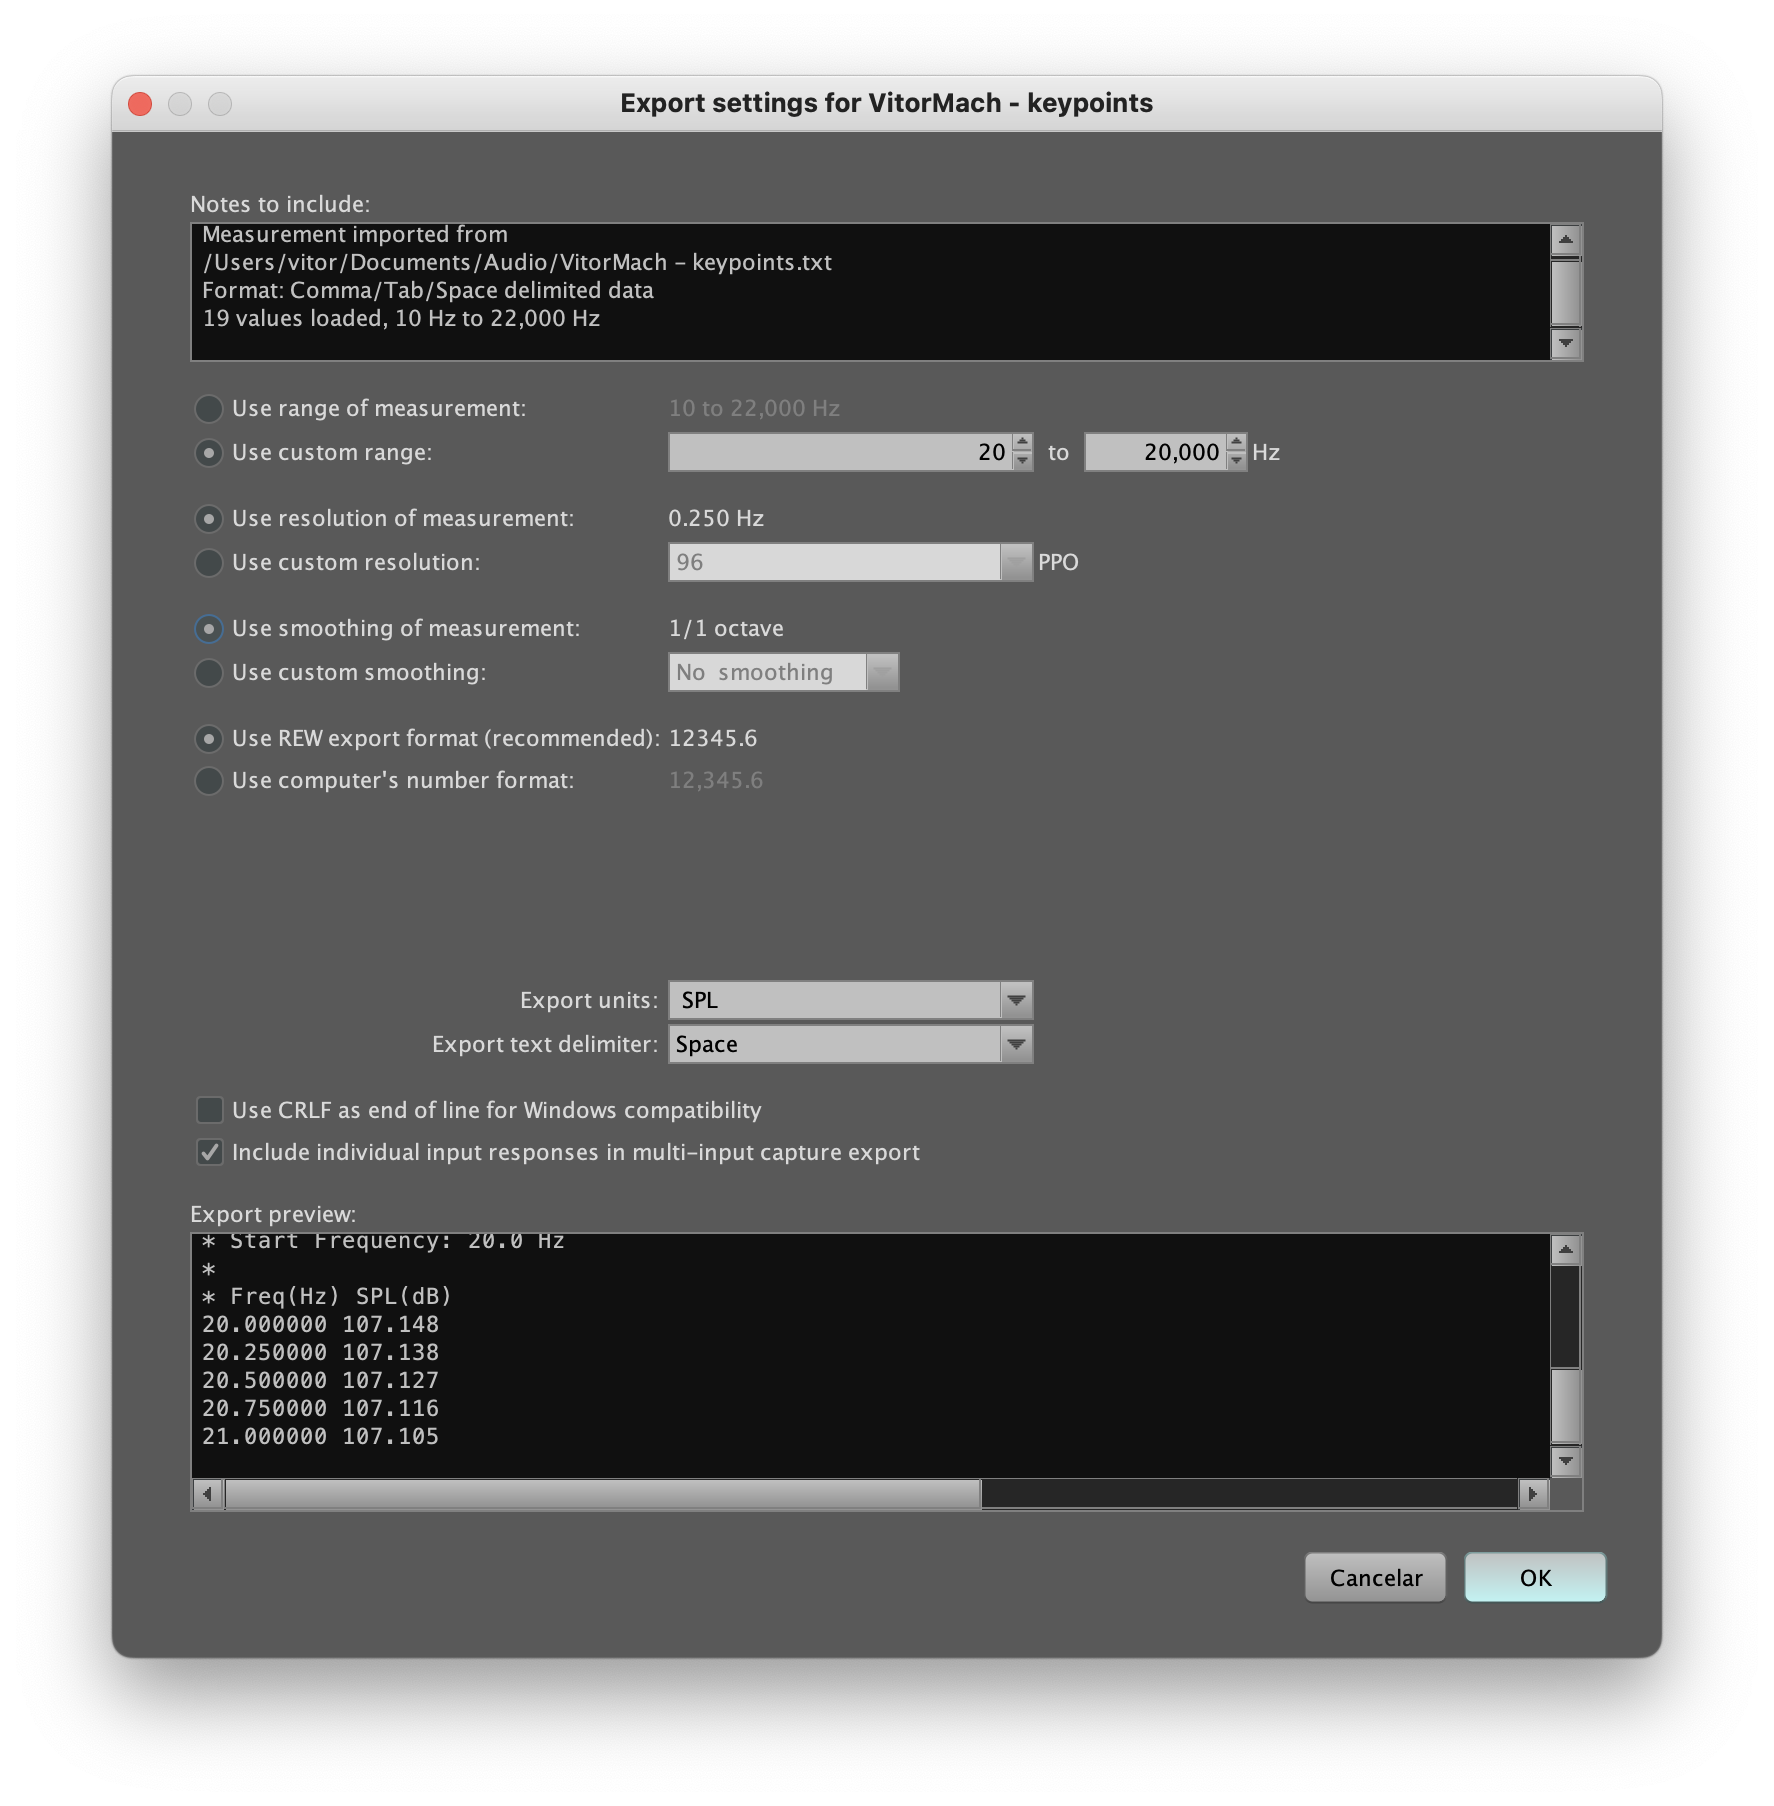 Export settings for VitorMach - keypoints
Notes to include:
Measurement imported from
/Users/vitor/Documents/Audio/VitorMach - keypoints.txt
Format: Comma/Tab/Space delimited data
19 values loaded, 10 Hz to 22,000 Hz
Use range of measurement: 10 to 22,000 Hz
Use custom range: 20 to 20,000 Hz
Use resolution of measurement: 0.250 Hz
Use custom resolution: 96 PPO
Use smoothing of measurement: 1/1 octave
Use custom smoothing: No smoothing
Use REW export format (recommended): 12345.6
Use computer's number format: 12,345.6
Export units: SPL
Export text delimiter: Space
Use CRLF as end of line for Windows compatibility
Include individual input responses in multi-input capture export
Export preview:
* Start Frequency: 20.0 Hz
*
* Freq(Hz) SPL(dB)
20.000000 107.148
20.250000 107.138
20.500000 107.127
20.750000 107.116
21.000000 107.105
Cancelar OK